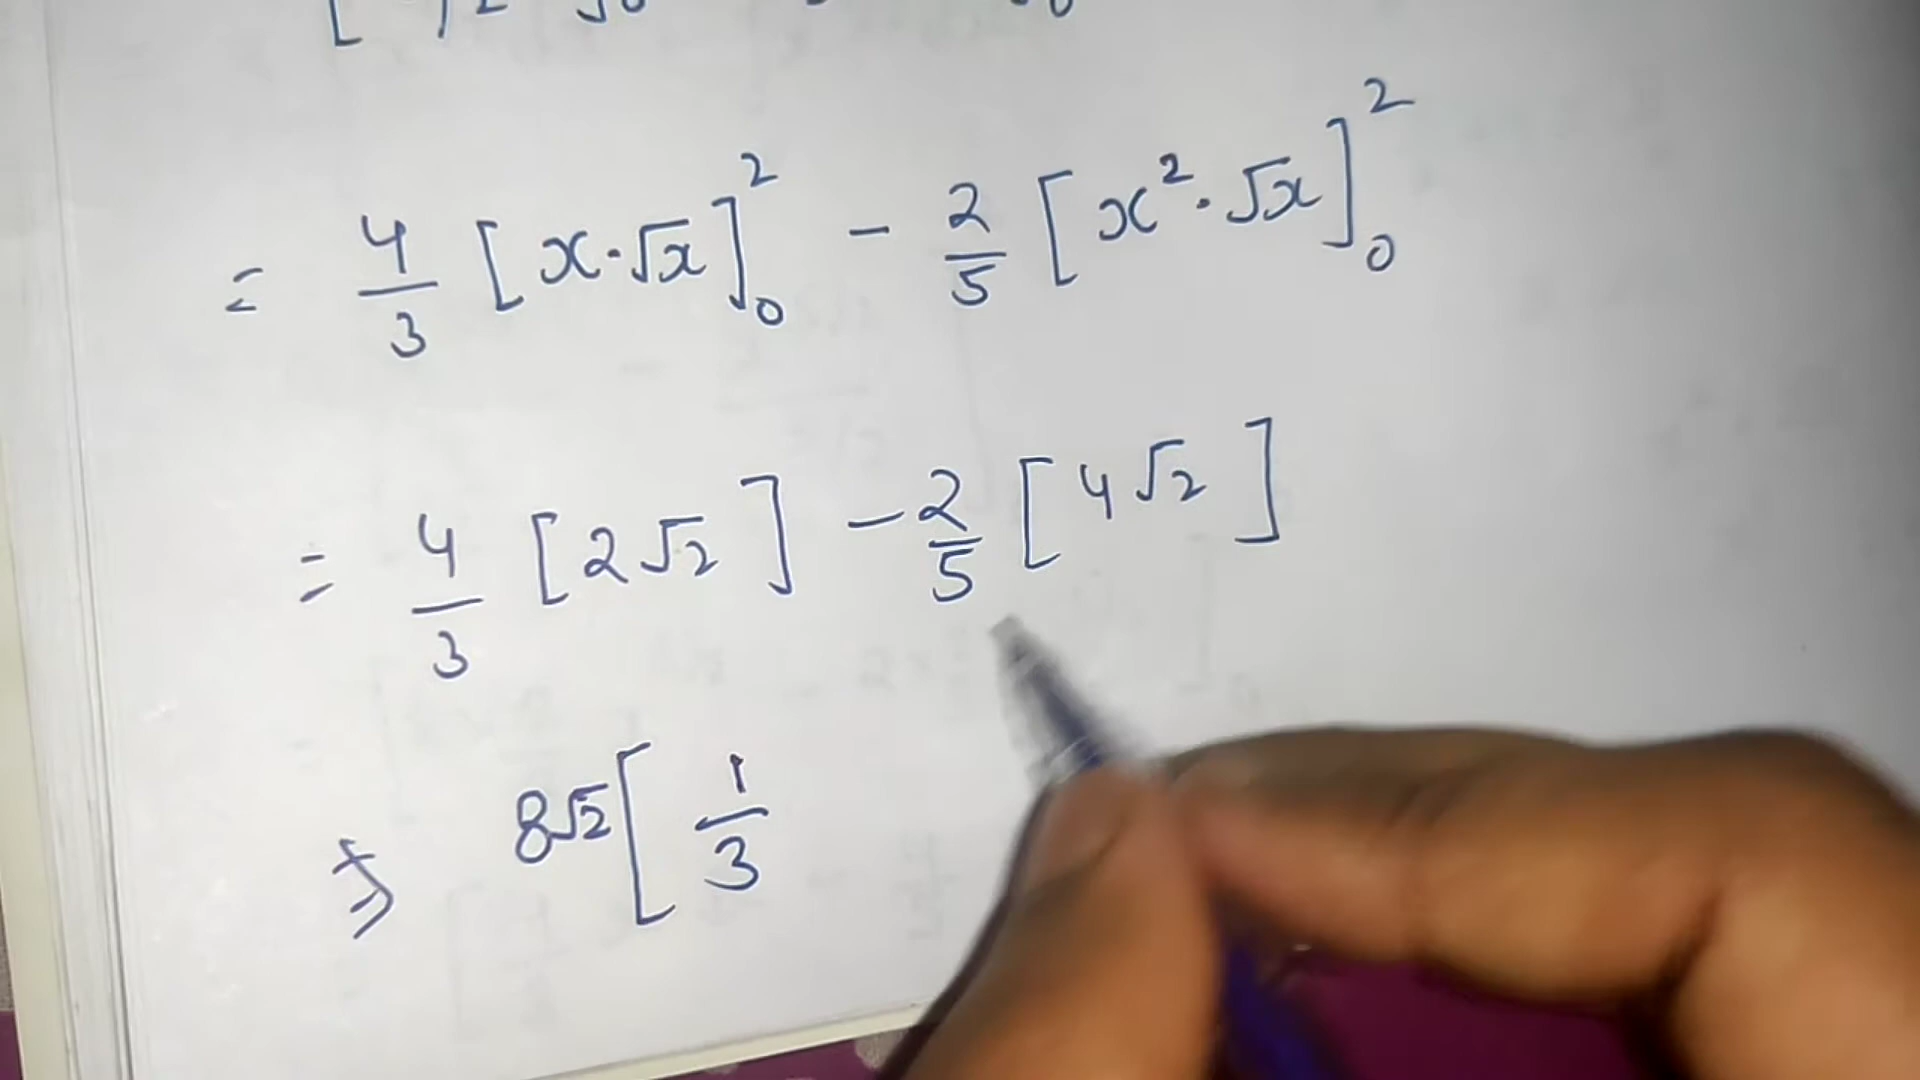 = 4/3 [x·√x]₀² - 2/5 [x²·√x]₀²
= 4/3 [2√2] - 2/5 [4√2]
⇒ 8√2 [1/3